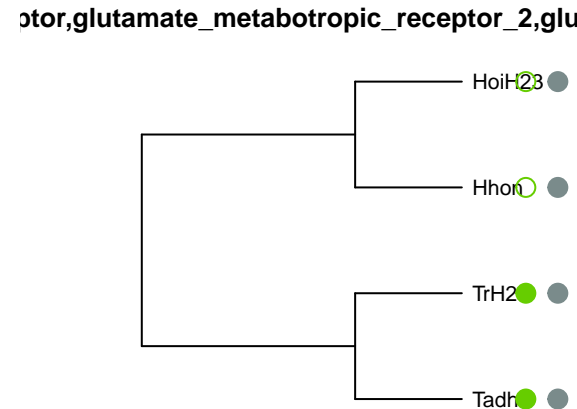 ptor,glutamate_metabotropic_receptor_2,glu
HoiH23
Hhon
TrH2
Tadh